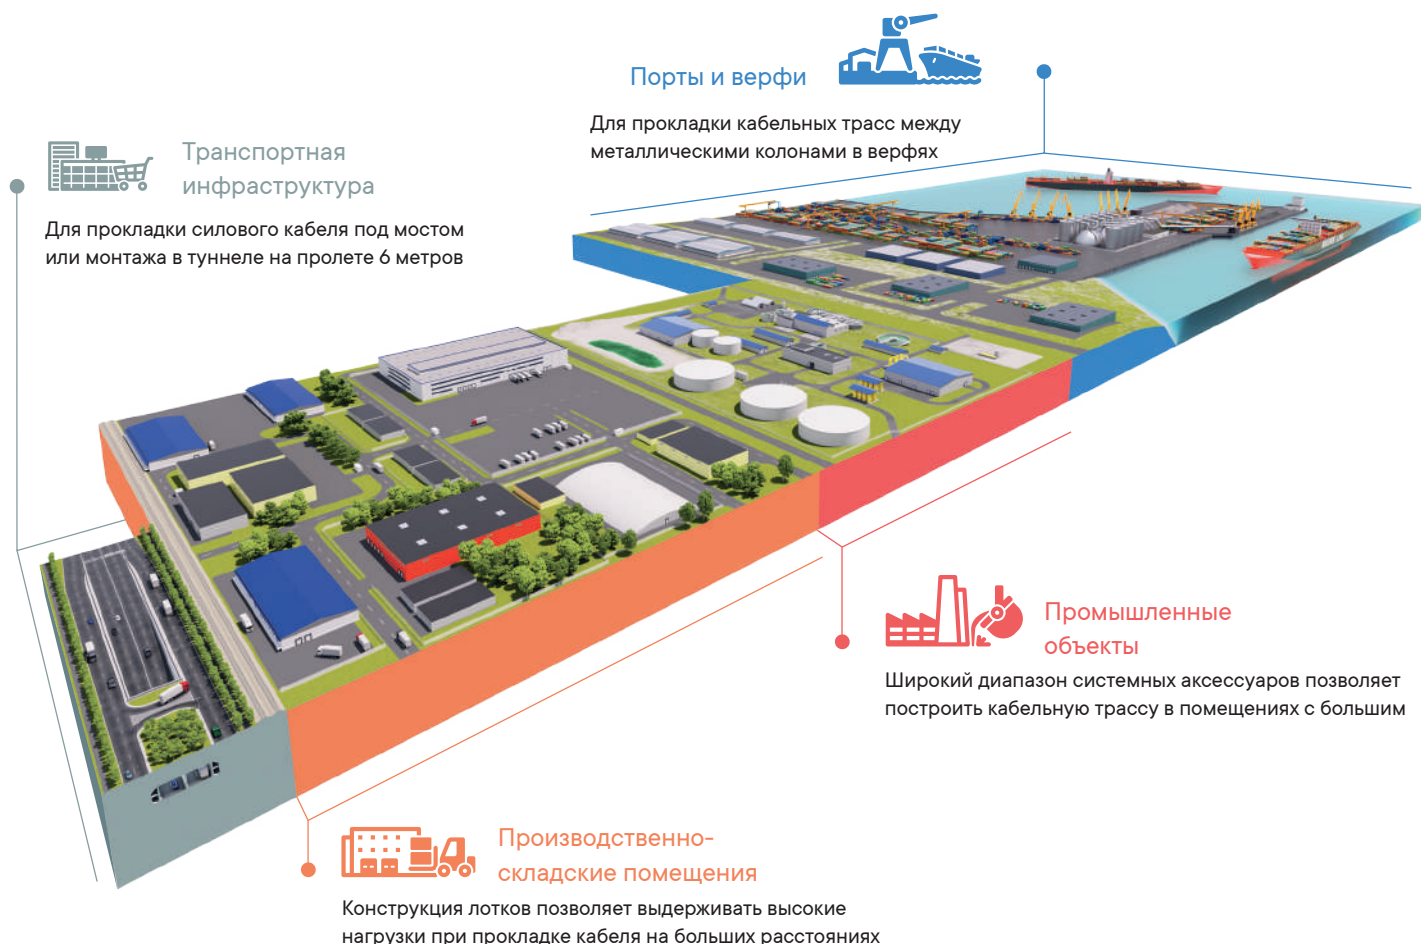 Порты и верфи
Для прокладки кабельных трасс между
металлическими колонами в верфях
Транспортная
инфраструктура
Для прокладки силового кабеля под мостом
или монтажа в туннеле на пролете 6 метров
Промышленные
объекты
Широкий диапазон системных аксессуаров позволяет
построить кабельную трассу в помещениях с большим
Производственно-
складские помещения
Конструкция лотков позволяет выдерживать высокие
нагрузки при прокладке кабеля на больших расстояниях